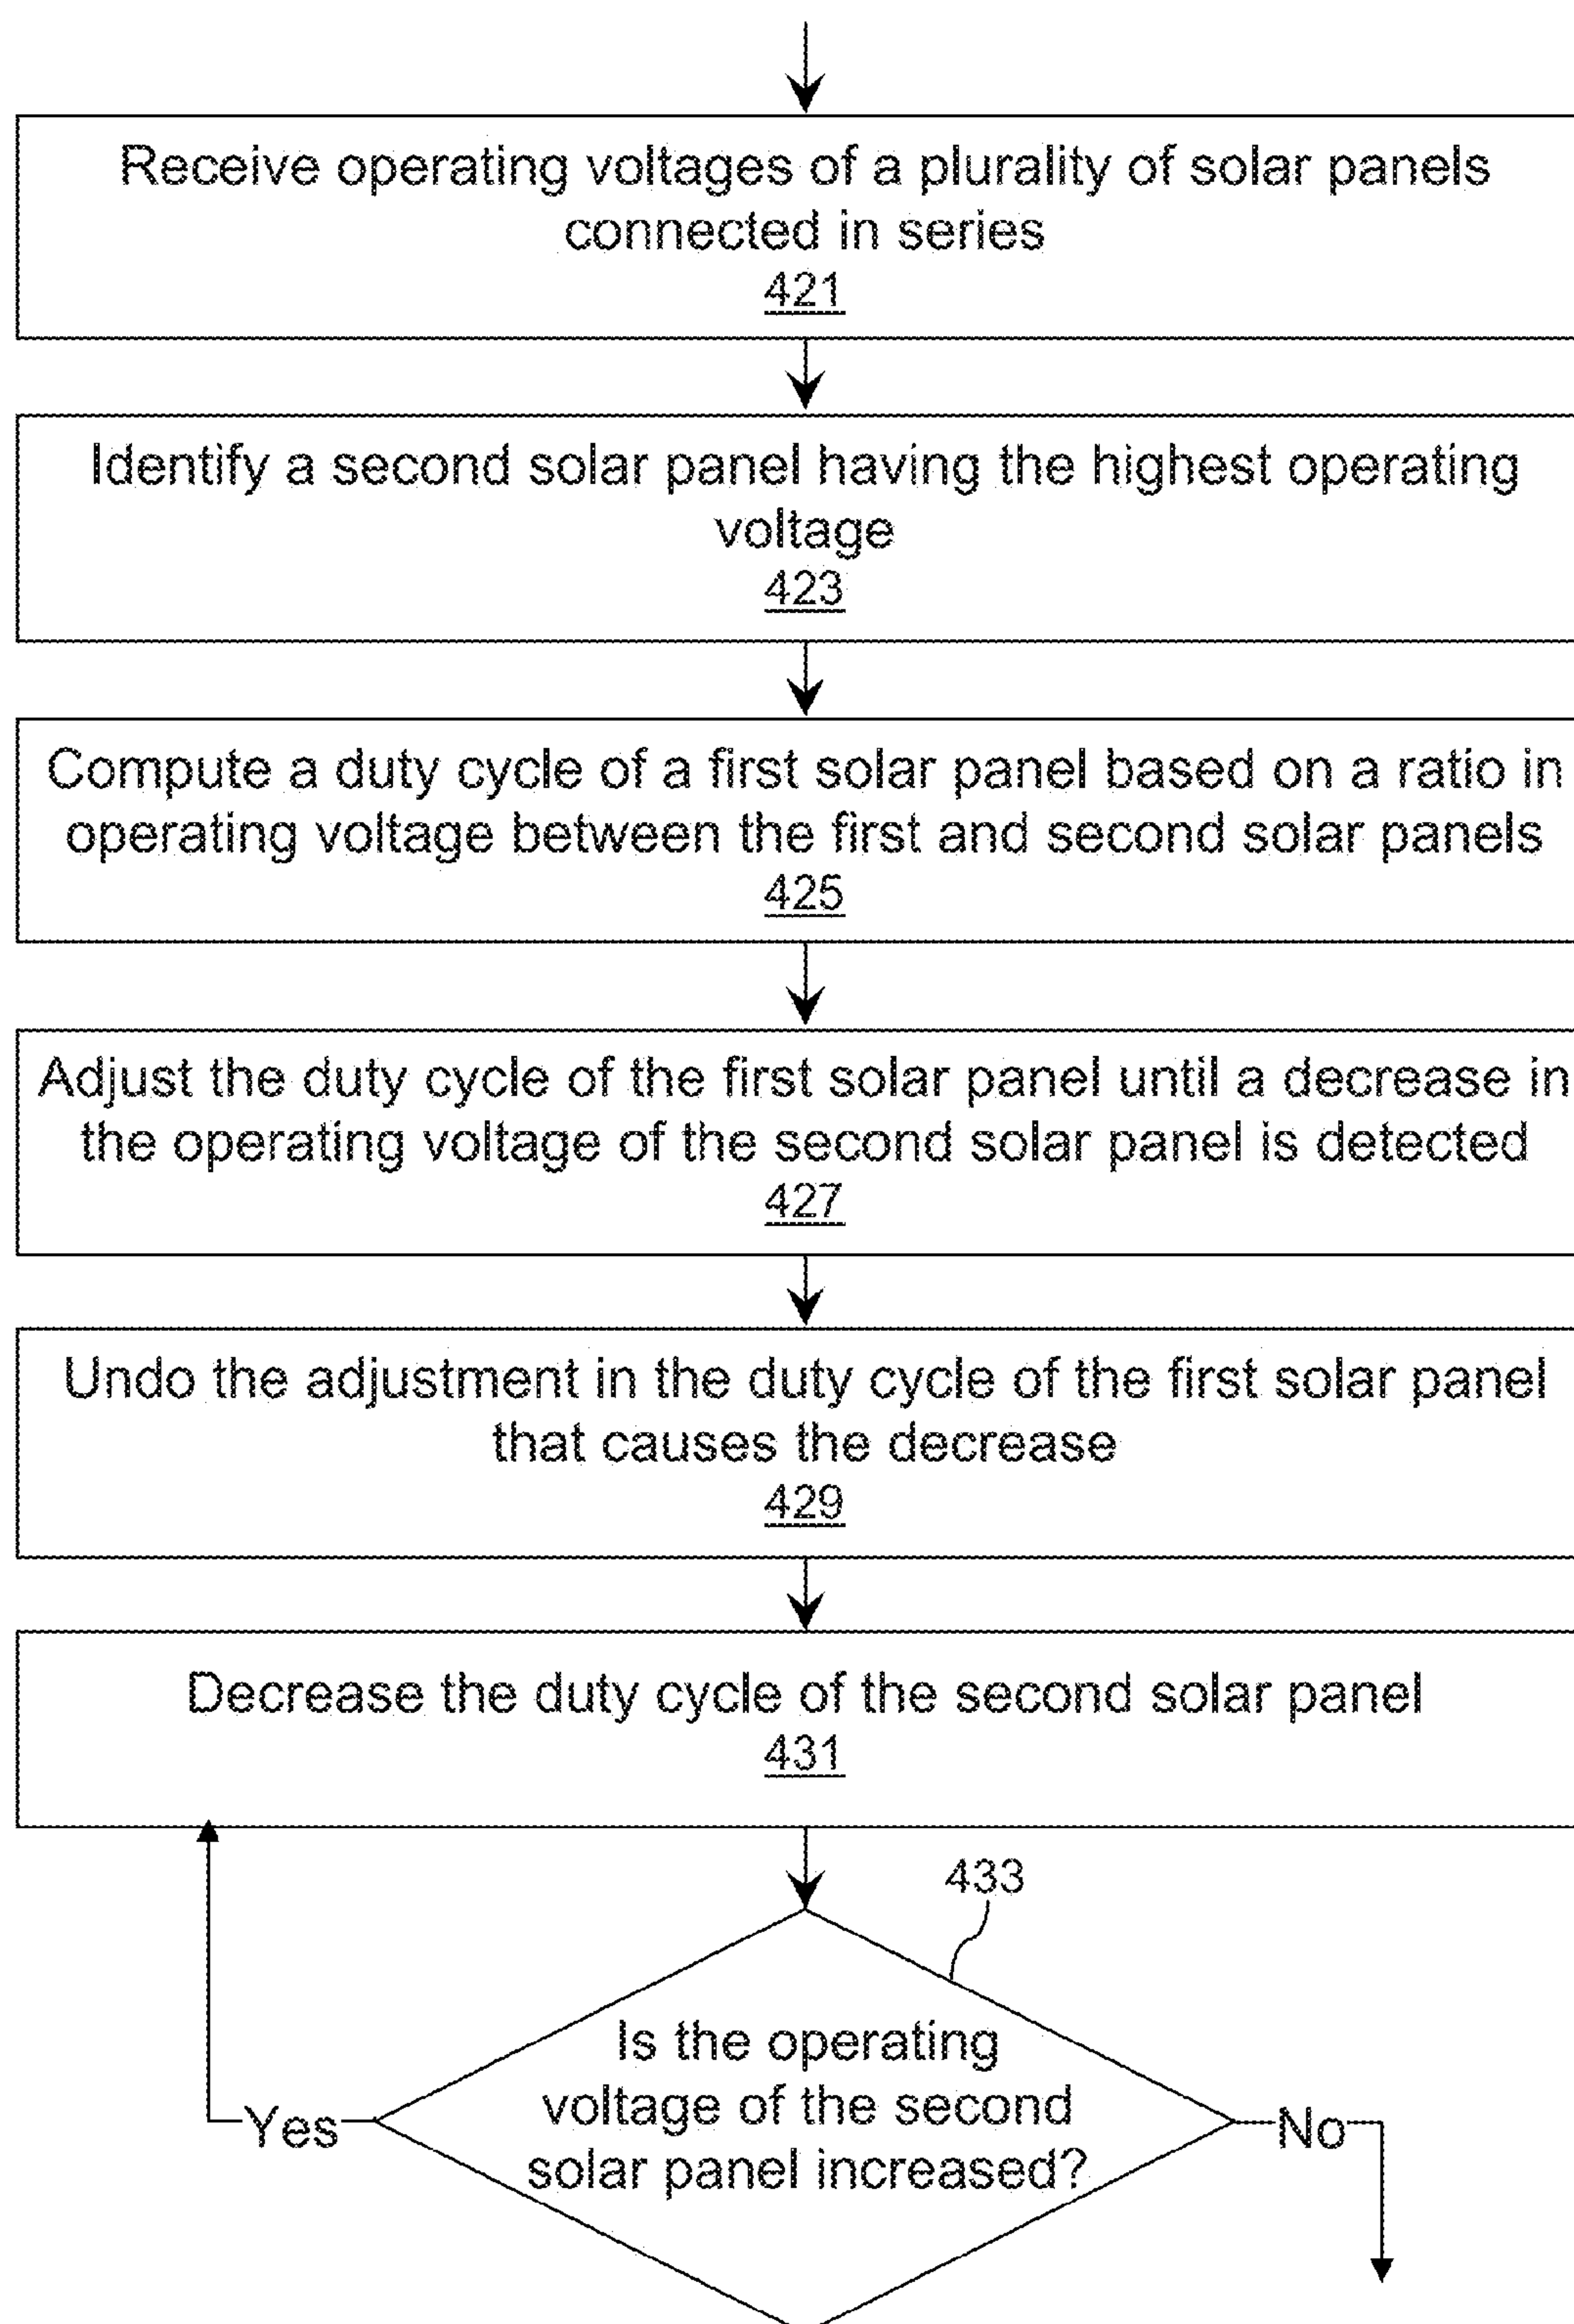 Receive operating voltages of a plurality of solar panels
connected in series
421
Identify a second solar panel having the highest operating
voltage
423
Compute a duty cycle of a first solar panel based on a ratio in
operating voltage between the first and second solar panels
425
Adjust the duty cycle of the first solar panel until a decrease in
the operating voltage of the second solar panel is detected
427
Undo the adjustment in the duty cycle of the first solar panel
that causes the decrease
429
Decrease the duty cycle of the second solar panel
431
433
Is the operating
voltage of the second
solar panel increased?
Yes
No